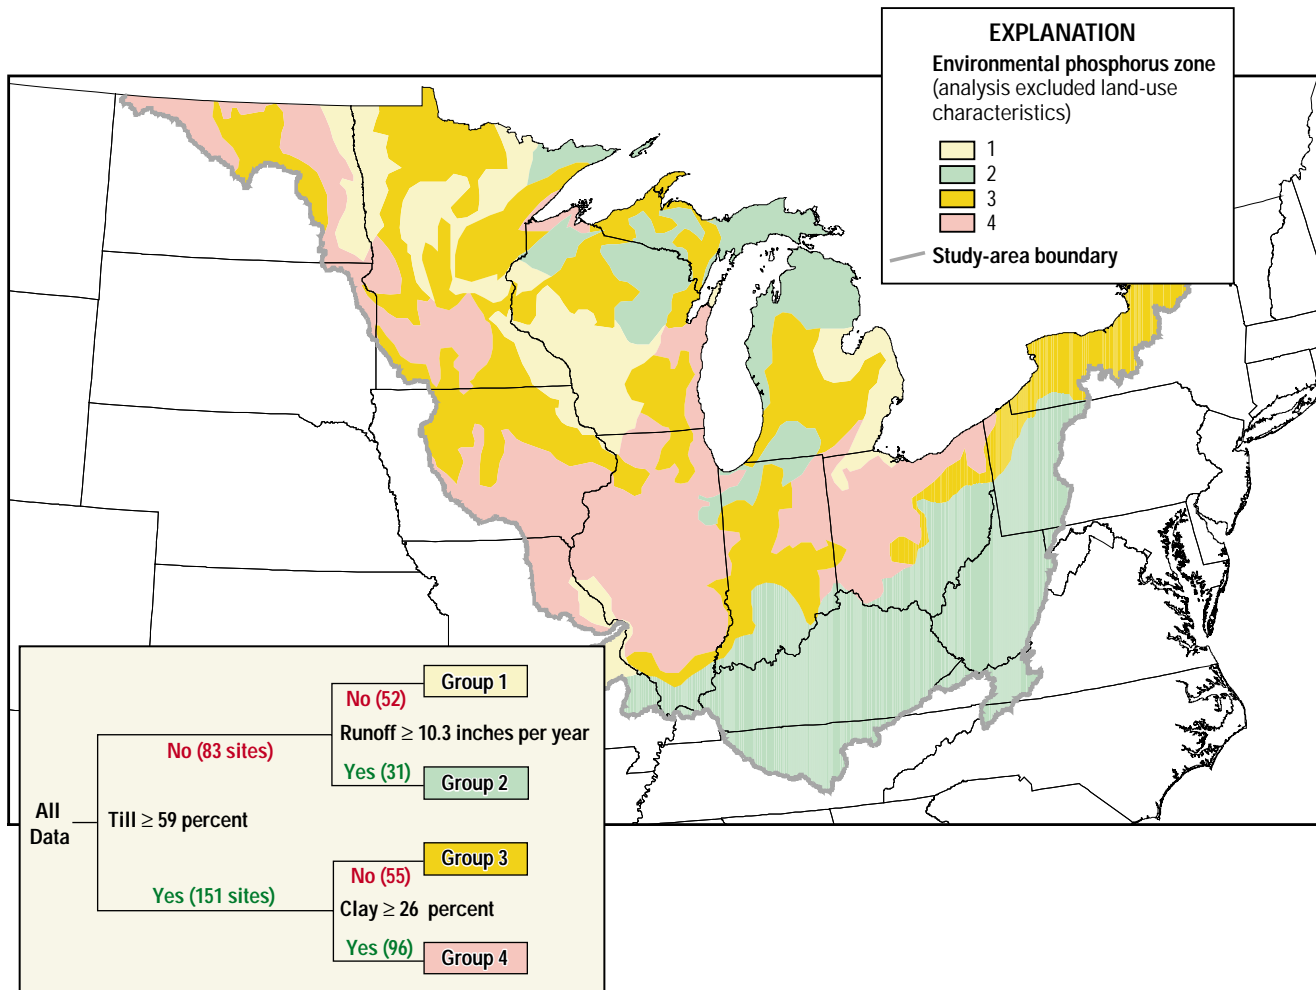 EXPLANATION
Environmental phosphorus zone
(analysis excluded land-use
characteristics)
1
2
3
4
Study-area boundary
Group 1
No (52)
Runoff ≥ 10.3 inches per year
No (83 sites)
Yes (31)
Group 2
All
Data
Till ≥ 59 percent
Group 3
No (55)
Yes (151 sites)
Clay ≥ 26 percent
Yes (96)
Group 4